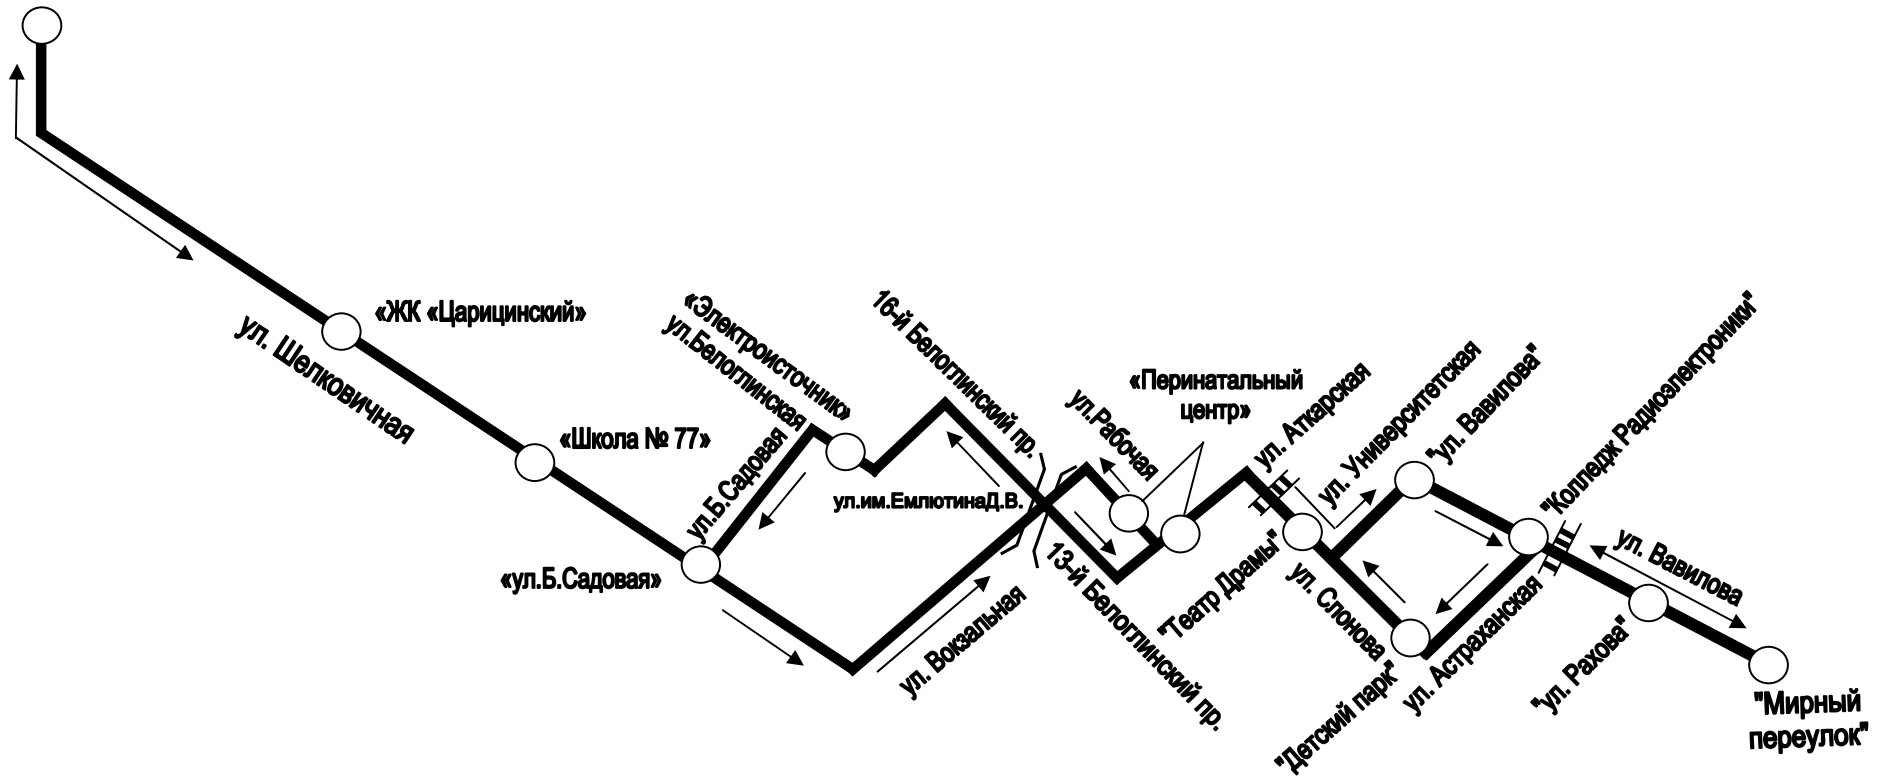 «ЖК «Царицинский»
ул. Шелковичная
«Школа № 77»
«ул.Б.Садовая»
ул.Б.Садовая
«Электроисточник»
ул.Белоглинская
16-й Белоглинский пр.
ул.им.ЕмлютинаД.В.
ул. Вокзальная
13-й Белоглинский пр.
ул.Рабочая
«Перинатальный
центр»
ул. Аткарская
"Театр Драмы"
ул. Университетская
ул. Слонова
"ул. Вавилова"
"Детский парк"
ул. Астраханская
"Колледж Радиоэлектроники"
ул. Вавилова
"ул. Рахова"
"Мирный
переулок"